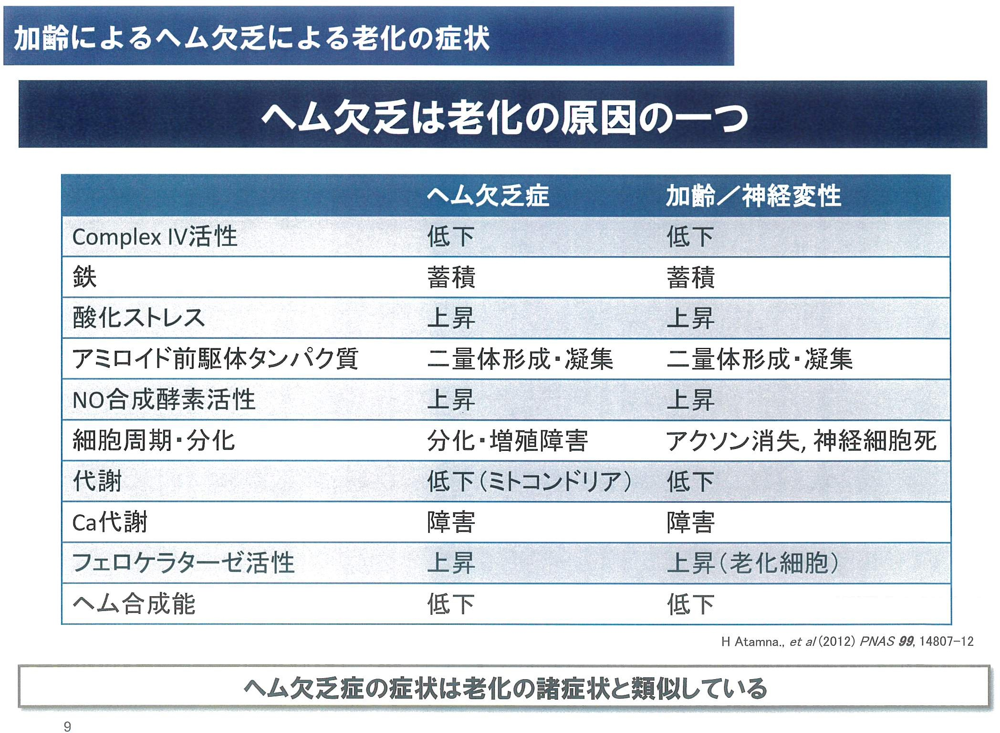 加齢によるヘム欠乏による老化の症状
ヘム欠乏は老化の原因の一つ
ヘム欠乏症 加齢／神経変性
Complex IV活性 低下 低下
鉄 蓄積 蓄積
酸化ストレス 上昇 上昇
アミロイド前駆体タンパク質 二量体形成・凝集 二量体形成・凝集
NO合成酵素活性 上昇 上昇
細胞周期・分化 分化・増殖障害 アクソン消失, 神経細胞死
代謝 低下（ミトコンドリア） 低下
Ca代謝 障害 障害
フェロケラターゼ活性 上昇 上昇（老化細胞）
ヘム合成能 低下 低下
H Atamna., et al (2012) PNAS 99, 14807-12
ヘム欠乏症の症状は老化の諸症状と類似している
9